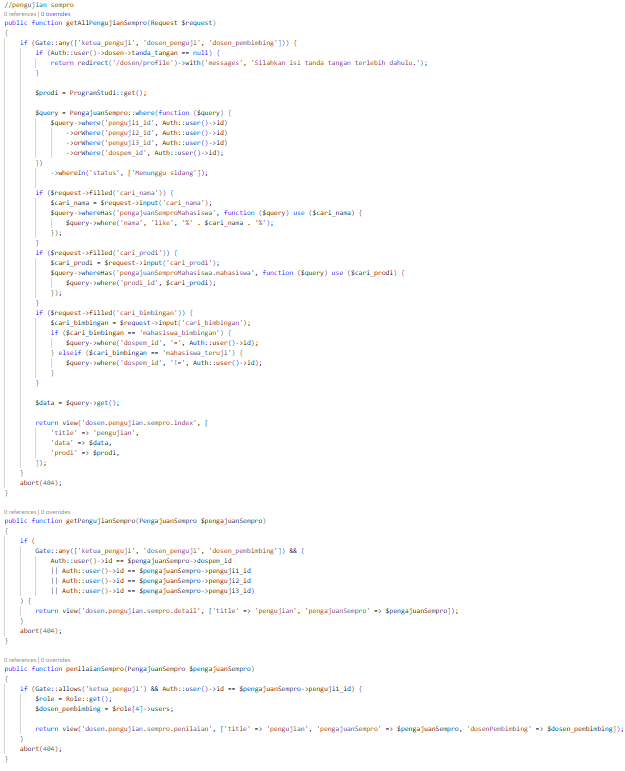 //pengujian sempro
0 references | 0 overrides
public function getAllPengujianSempro(Request $request)
{
if (Gate::any(['ketua_penguji', 'dosen_penguji', 'dosen_pembimbing'])) {
if (Auth::user()->dosen->tanda_tangan == null) {
return redirect('/dosen/profile')->with('messages', 'Silahkan isi tanda tangan terlebih dahulu.');
}
$prodi = ProgramStudi::get();
$query = PengajuanSempro::where(function ($query) {
$query->where('penguji1_id', Auth::user()->id)
->orWhere('penguji2_id', Auth::user()->id)
->orWhere('penguji3_id', Auth::user()->id)
->orWhere('dospem_id', Auth::user()->id);
})
->whereIn('status', ['Menunggu sidang']);
if ($request->filled('cari_nama')) {
$cari_nama = $request->input('cari_nama');
$query->whereHas('pengajuanSemproMahasiswa', function ($query) use ($cari_nama) {
$query->where('nama', 'like', '%' . $cari_nama . '%');
});
}
if ($request->filled('cari_prodi')) {
$cari_prodi = $request->input('cari_prodi');
$query->whereHas('pengajuanSemproMahasiswa.mahasiswa', function ($query) use ($cari_prodi) {
$query->where('prodi_id', $cari_prodi);
});
}
if ($request->filled('cari_bimbingan')) {
$cari_bimbingan = $request->input('cari_bimbingan');
if ($cari_bimbingan == 'mahasiswa_bimbingan') {
$query->where('dospem_id', '=', Auth::user()->id);
} elseif ($cari_bimbingan == 'mahasiswa_teruji') {
$query->where('dospem_id', '!=', Auth::user()->id);
}
}
$data = $query->get();
return view('dosen.pengujian.sempro.index', [
'title' => 'pengujian',
'data' => $data,
'prodi' => $prodi,
]);
}
abort(404);
}
0 references | 0 overrides
public function getPengujianSempro(PengajuanSempro $pengajuanSempro)
{
if (
Gate::any(['ketua_penguji', 'dosen_penguji', 'dosen_pembimbing']) && (
Auth::user()->id == $pengajuanSempro->dospem_id
|| Auth::user()->id == $pengajuanSempro->penguji1_id
|| Auth::user()->id == $pengajuanSempro->penguji2_id
|| Auth::user()->id == $pengajuanSempro->penguji3_id)
) {
return view('dosen.pengujian.sempro.detail', ['title' => 'pengujian', 'pengajuanSempro' => $pengajuanSempro]);
}
abort(404);
}
0 references | 0 overrides
public function penilaianSempro(PengajuanSempro $pengajuanSempro)
{
if (Gate::allows('ketua_penguji') && Auth::user()->id == $pengajuanSempro->penguji1_id) {
$role = Role::get();
$dosen_pembimbing = $role[4]->users;
return view('dosen.pengujian.sempro.penilaian', ['title' => 'pengujian', 'pengajuanSempro' => $pengajuanSempro, 'dosenPembimbing' => $dosen_pembimbing]);
}
abort(404);
}